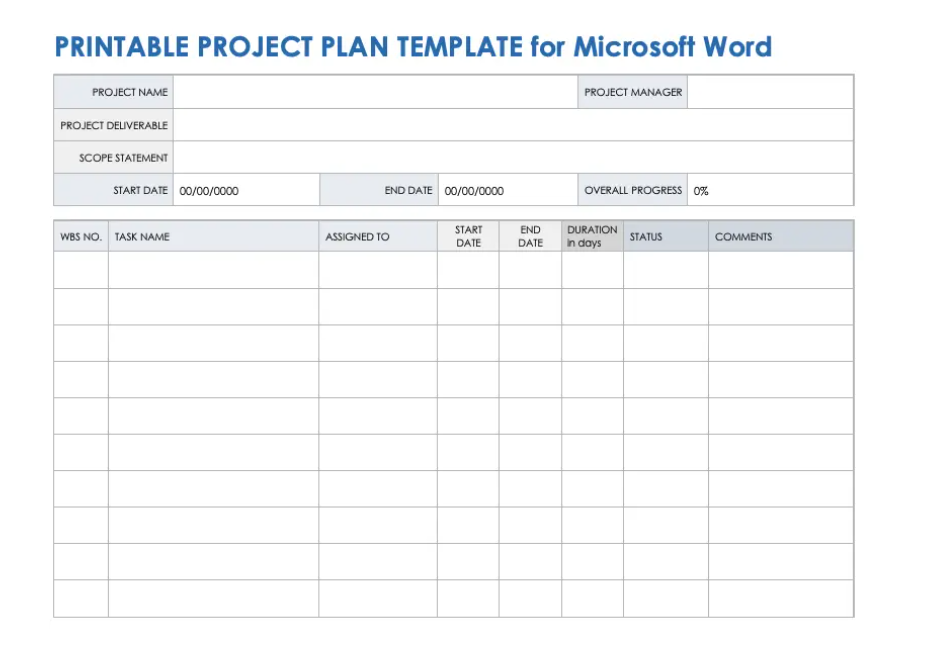 PRINTABLE PROJECT PLAN TEMPLATE for Microsoft Word
PROJECT NAME PROJECT MANAGER
PROJECT DELIVERABLE
SCOPE STATEMENT
START DATE 00/00/0000 END DATE 00/00/0000 OVERALL PROGRESS 0%
WBS NO. TASK NAME ASSIGNED TO START DATE END DATE DURATION in days STATUS COMMENTS